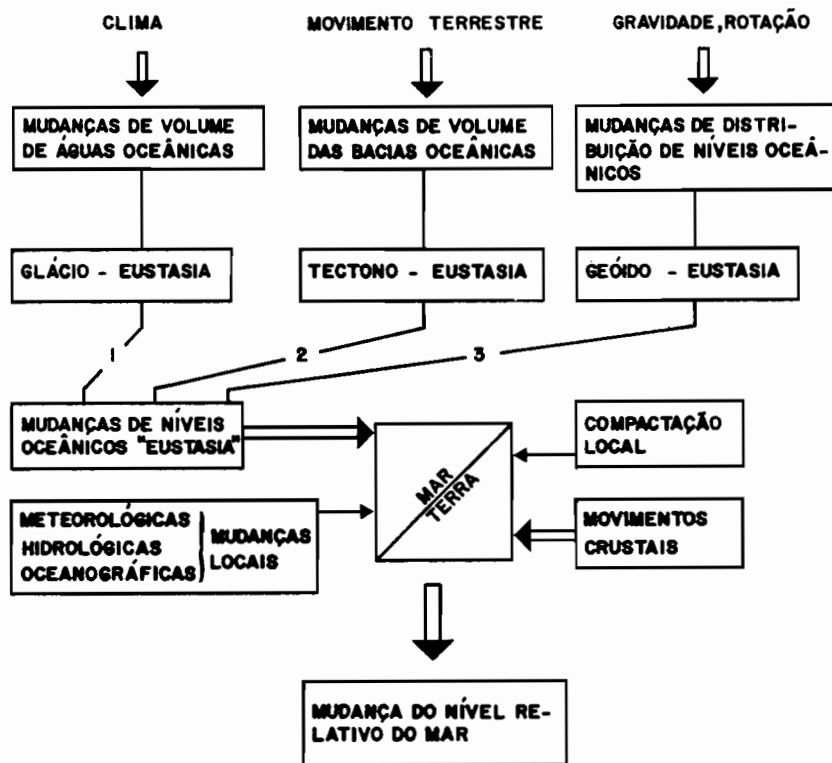 CLIMA
MOVIMENTO TERRESTRE
GRAVIDADE, ROTAÇÃO
MUDANÇAS DE VOLUME
DE ÁGUAS OCEÂNICAS
MUDANÇAS DE VOLUME
DAS BACIAS OCEÂNICAS
MUDANÇAS DE DISTRI-
BUIÇÃO DE NÍVEIS OCEÂ-
NICOS
GLÁCIO - EUSTASIA
TECTONO - EUSTASIA
GEÓIDO - EUSTASIA
1
2
3
MUDANÇAS DE NÍVEIS
OCEÂNICOS "EUSTASIA"
COMPACTAÇÃO
LOCAL
MAR
TERRA
METEOROLÓGICAS
HIDROLÓGICAS
OCEANOGRÁFICAS
MUDANÇAS
LOCAIS
MOVIMENTOS
CRUSTAIS
MUDANÇA DO NÍVEL RE-
LATIVO DO MAR